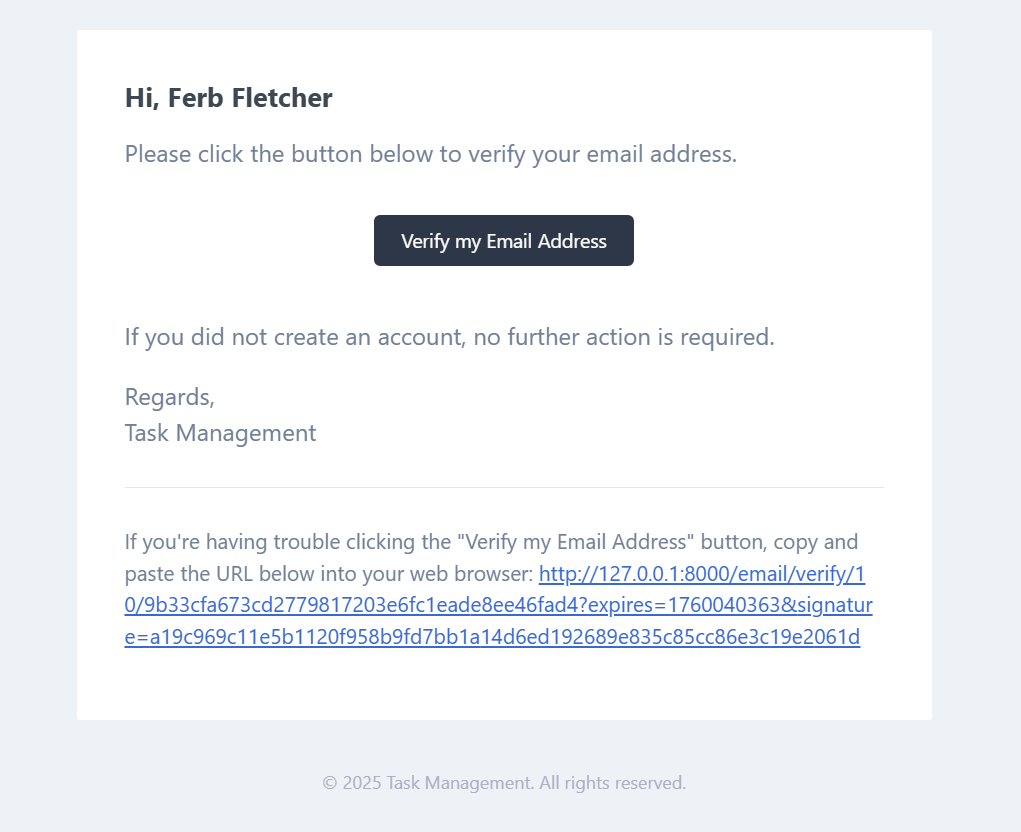 Hi, Ferb Fletcher
Please click the button below to verify your email address.
Verify my Email Address
If you did not create an account, no further action is required.
Regards,
Task Management
If you're having trouble clicking the "Verify my Email Address" button, copy and
paste the URL below into your web browser: http://127.0.0.1:8000/email/verify/1
0/9b33cfa673cd2779817203e6fc1eade8ee46fad4?expires=1760040363&signatur
e=a19c969c11e5b1120f958b9fd7bb1a14d6ed192689e835c85cc86e3c19e2061d
© 2025 Task Management. All rights reserved.